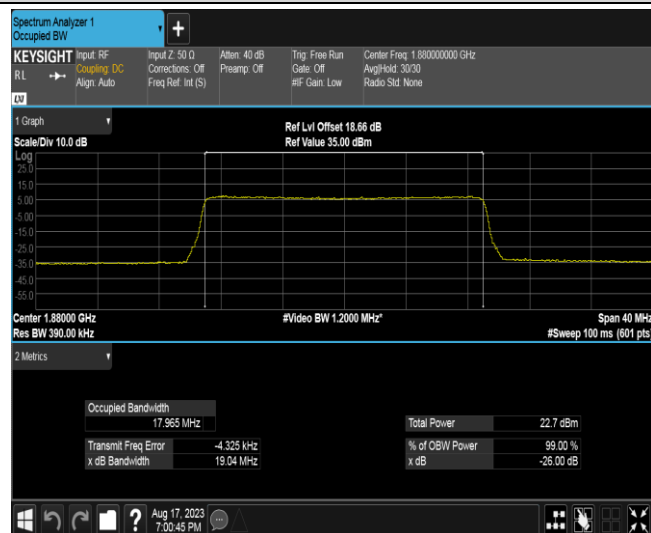 Spectrum Analyzer 1
Occupied BW
+
KEYSIGHT Input: RF Input Z: 50 Ω Atten: 40 dB Trig: Free Run Center Freq: 1.880000000 GHz
RL Coupling: DC Corrections: Off Preamp: Off Gate: Off Avg|Hold: 30/30
Align: Auto Freq Ref: Int (S) #IF Gain: Low Radio Std: None
LXI
1 Graph Ref Lvl Offset 18.66 dB
Scale/Div 10.0 dB Ref Value 35.00 dBm
Log
25.0
15.0
5.00
-5.00
-15.0
-25.0
-35.0
-45.0
-55.0
Center 1.88000 GHz #Video BW 1.2000 MHz* Span 40 MHz
Res BW 390.00 kHz #Sweep 100 ms (601 pts)
2 Metrics
Occupied Bandwidth
17.965 MHz Total Power 22.7 dBm
Transmit Freq Error -4.325 kHz % of OBW Power 99.00 %
x dB Bandwidth 19.04 MHz x dB -26.00 dB
? Aug 17, 2023
7:00:45 PM